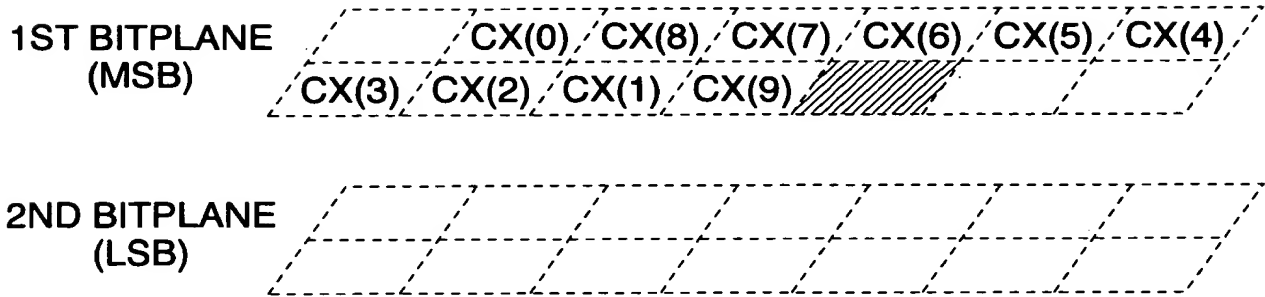 1ST BITPLANE
(MSB)
CX(0) CX(8) CX(7) CX(6) CX(5) CX(4)
CX(3) CX(2) CX(1) CX(9)
2ND BITPLANE
(LSB)